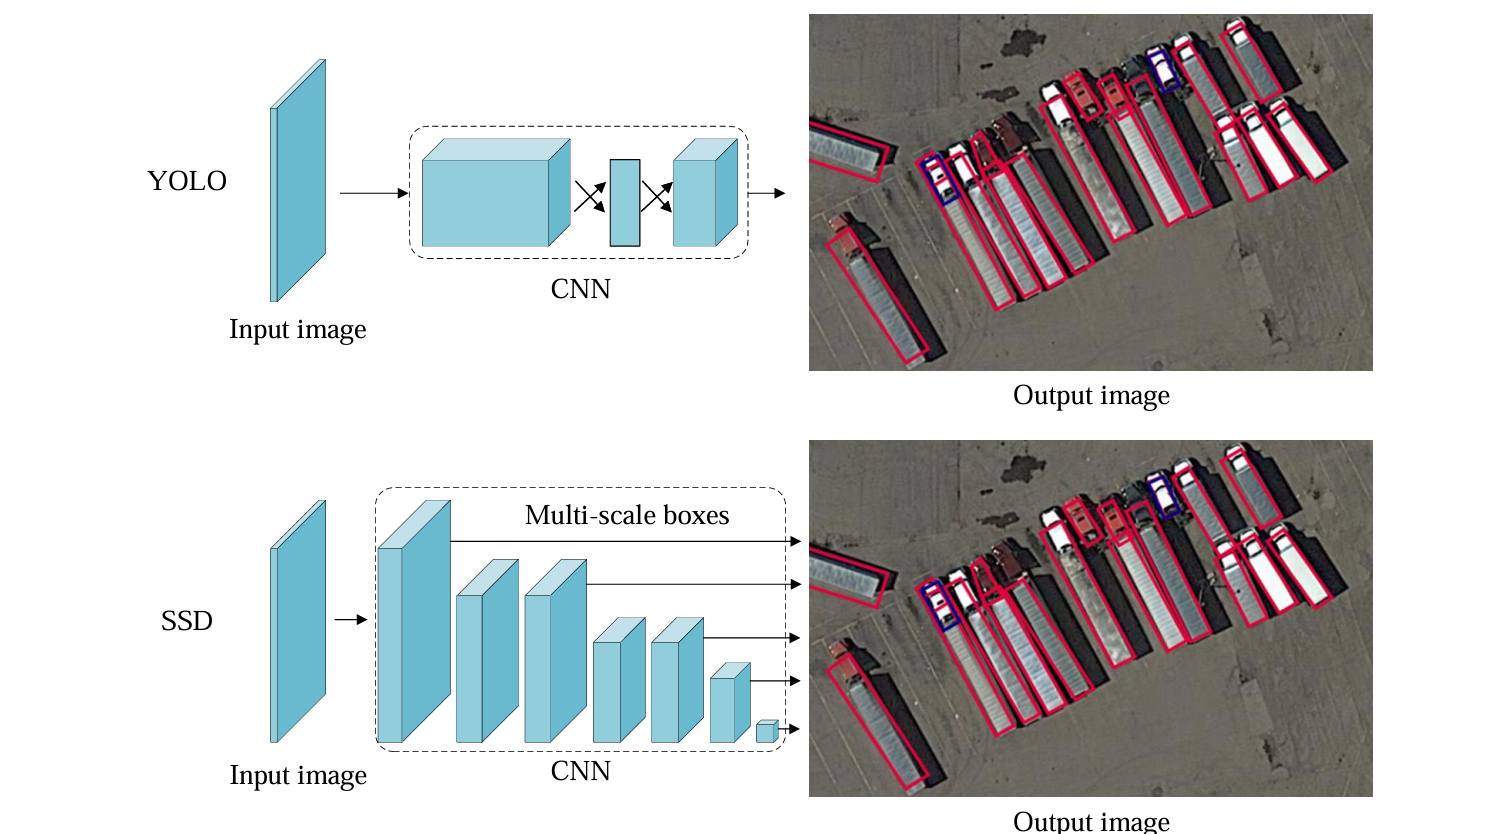 YOLO
CNN
Input image
Output image
Multi-scale boxes
SSD
CNN
Input image
Output image